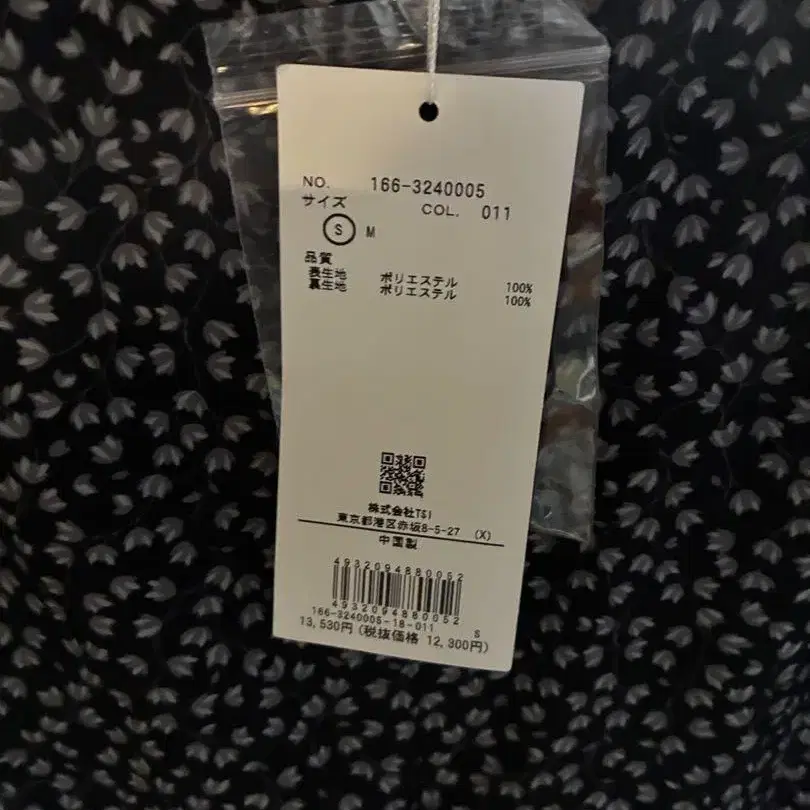 NO. 166-3240005
サイズ COL. 011
S M
品質
表生地 ポリエステル 100%
裏生地 ポリエステル 100%
株式会社TSI
東京都港区赤坂8-5-27 (X)
中国製
4932094880052
4932094880052
166-3240005-18-011 S
13,530円(税抜価格 12,300円)